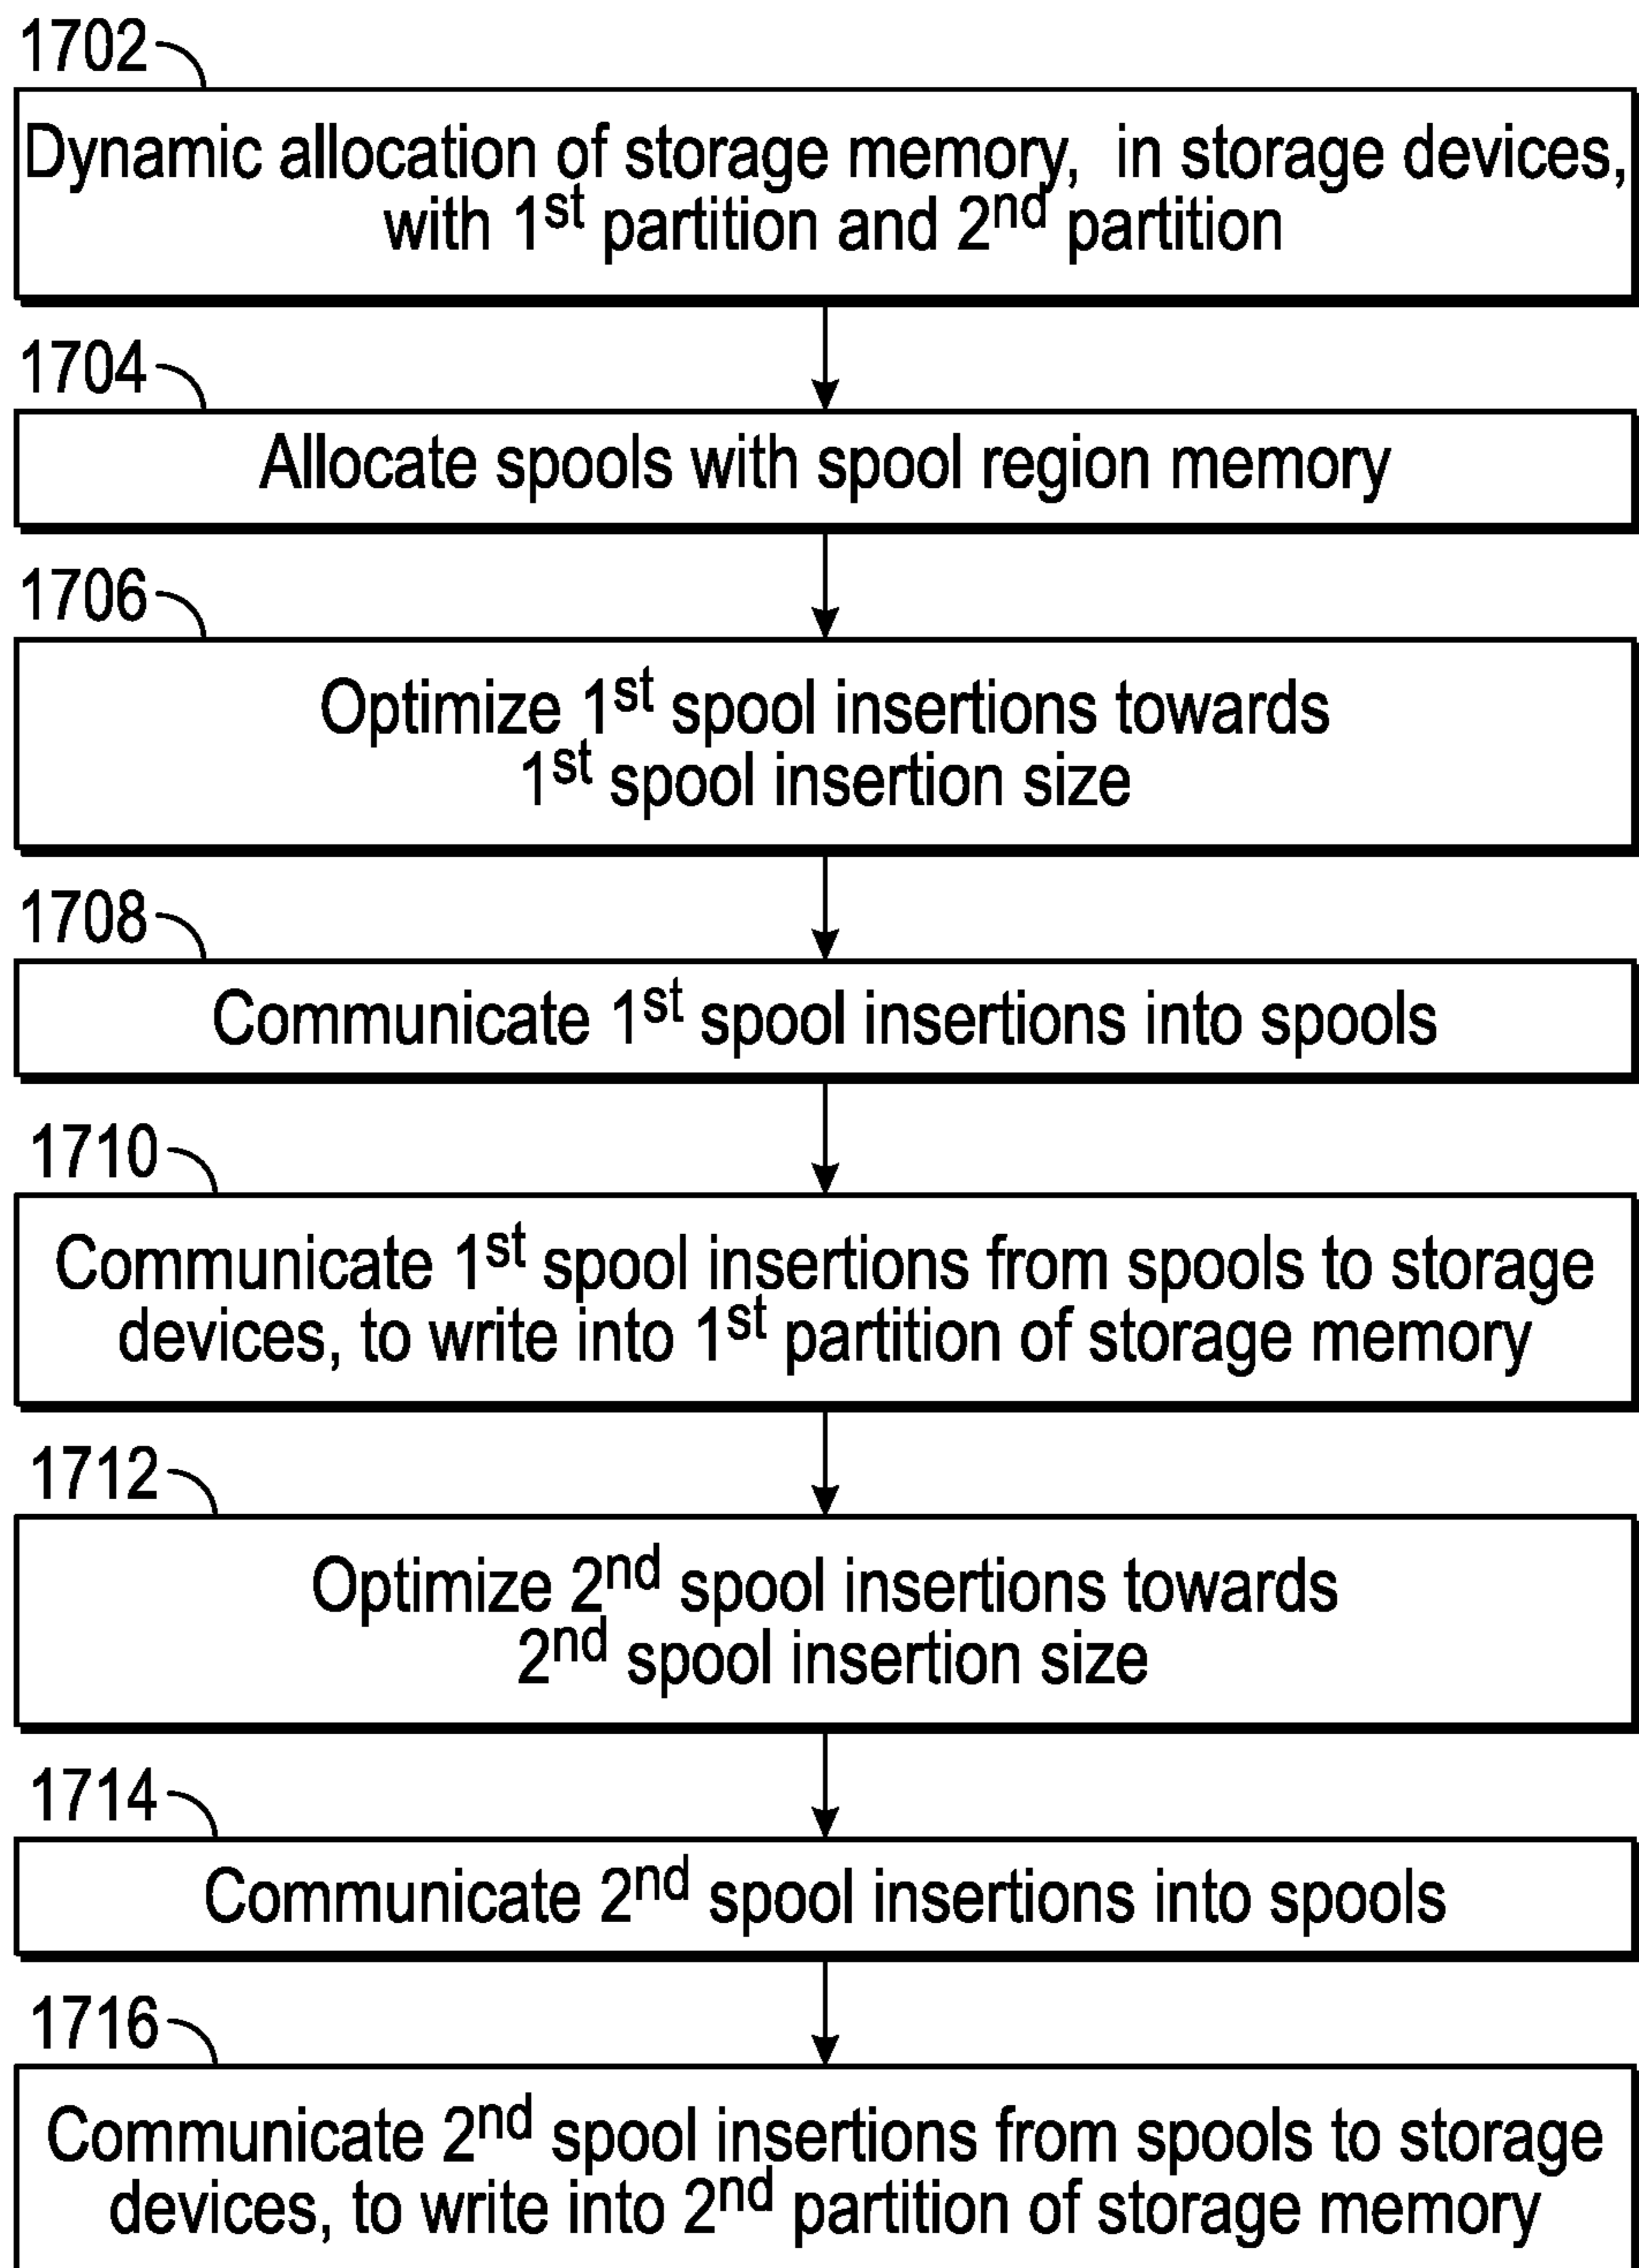 1702
Dynamic allocation of storage memory, in storage devices,
with 1st partition and 2nd partition
1704
Allocate spools with spool region memory
1706
Optimize 1st spool insertions towards
1st spool insertion size
1708
Communicate 1st spool insertions into spools
1710
Communicate 1st spool insertions from spools to storage
devices, to write into 1st partition of storage memory
1712
Optimize 2nd spool insertions towards
2nd spool insertion size
1714
Communicate 2nd spool insertions into spools
1716
Communicate 2nd spool insertions from spools to storage
devices, to write into 2nd partition of storage memory